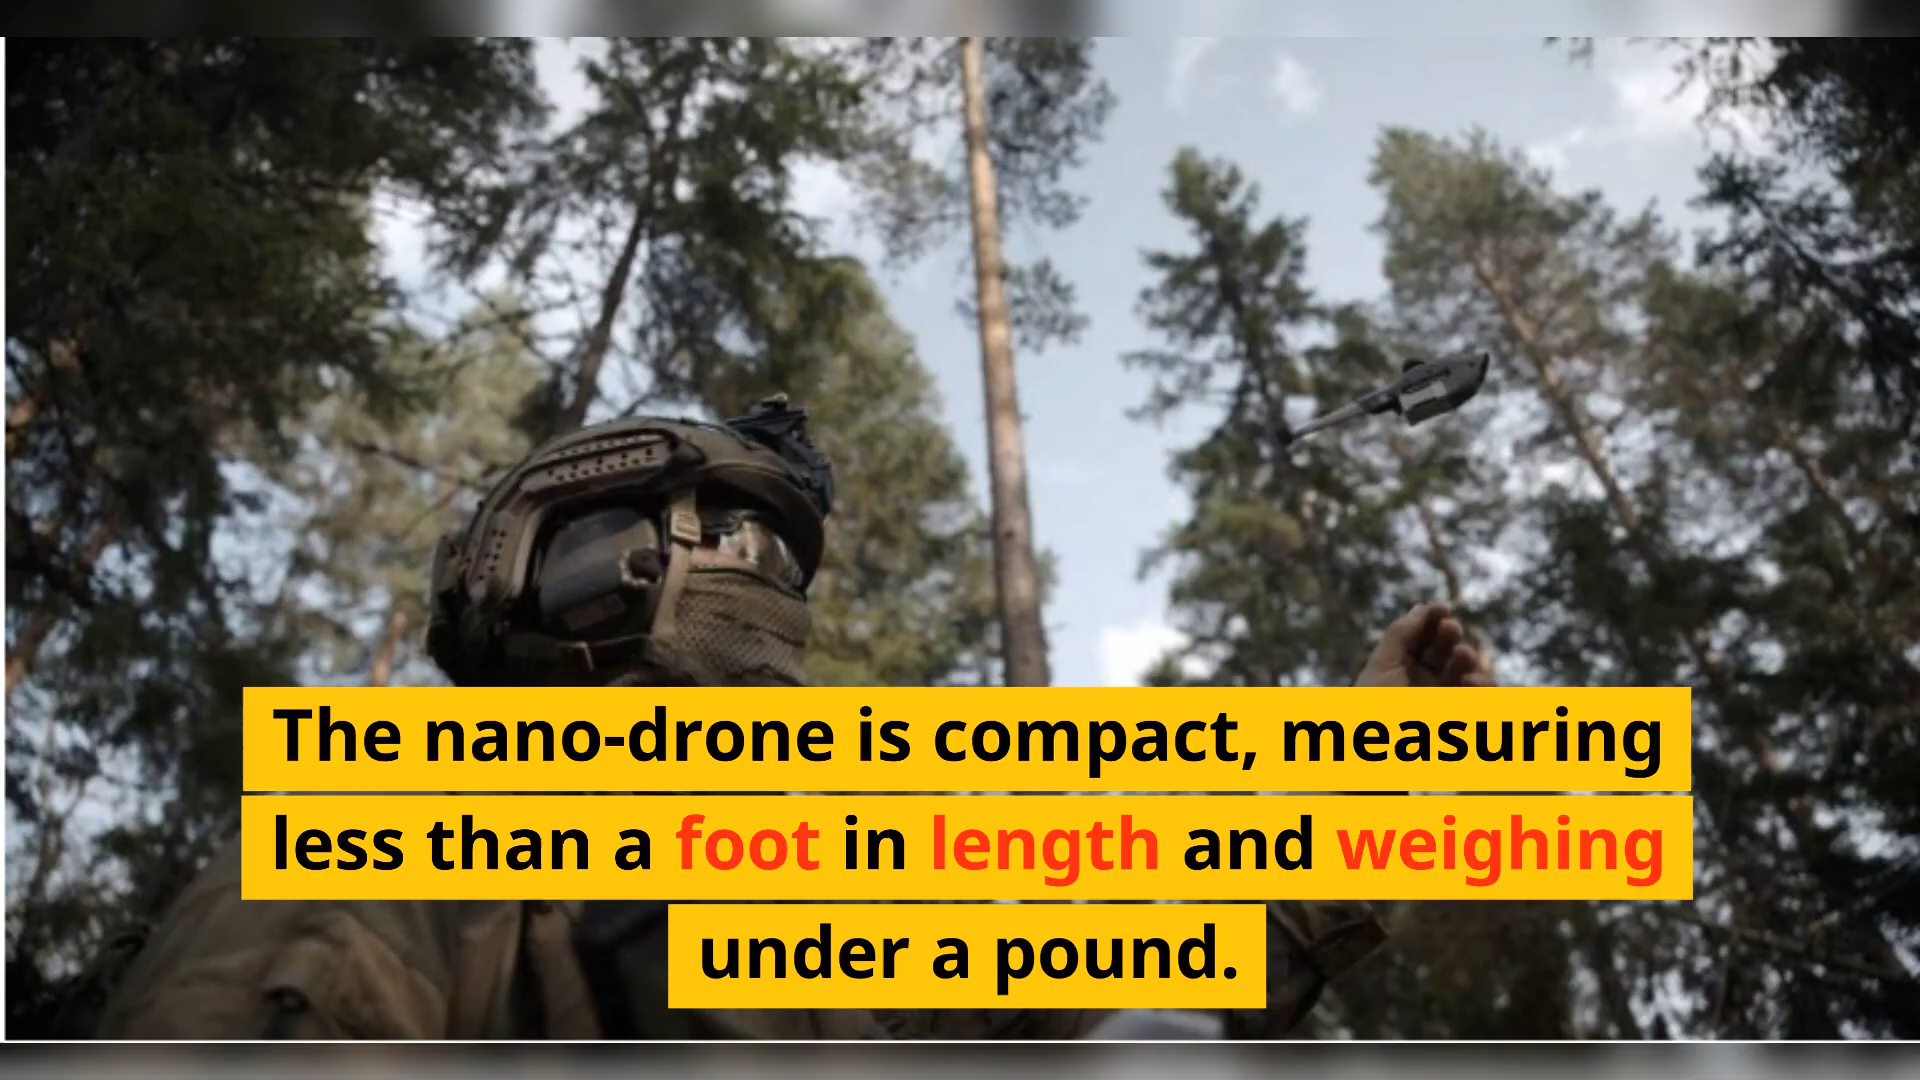 The nano-drone is compact, measuring
less than a foot in length and weighing
under a pound.